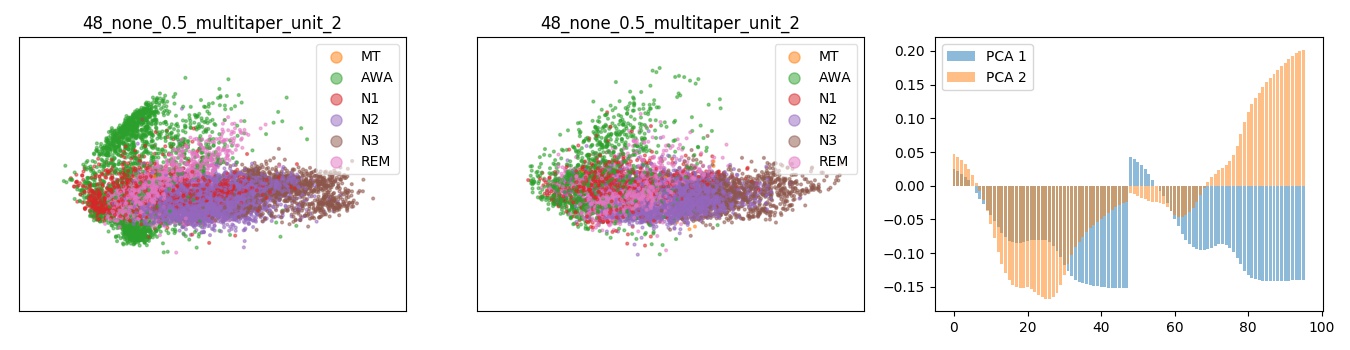 48_none_0.5_multitaper_unit_2
MT
AWA
N1
N2
N3
REM
48_none_0.5_multitaper_unit_2
MT
AWA
N1
N2
N3
REM
PCA 1
PCA 2
0.20
0.15
0.10
0.05
0.00
−0.05
−0.10
−0.15
0 20 40 60 80 100